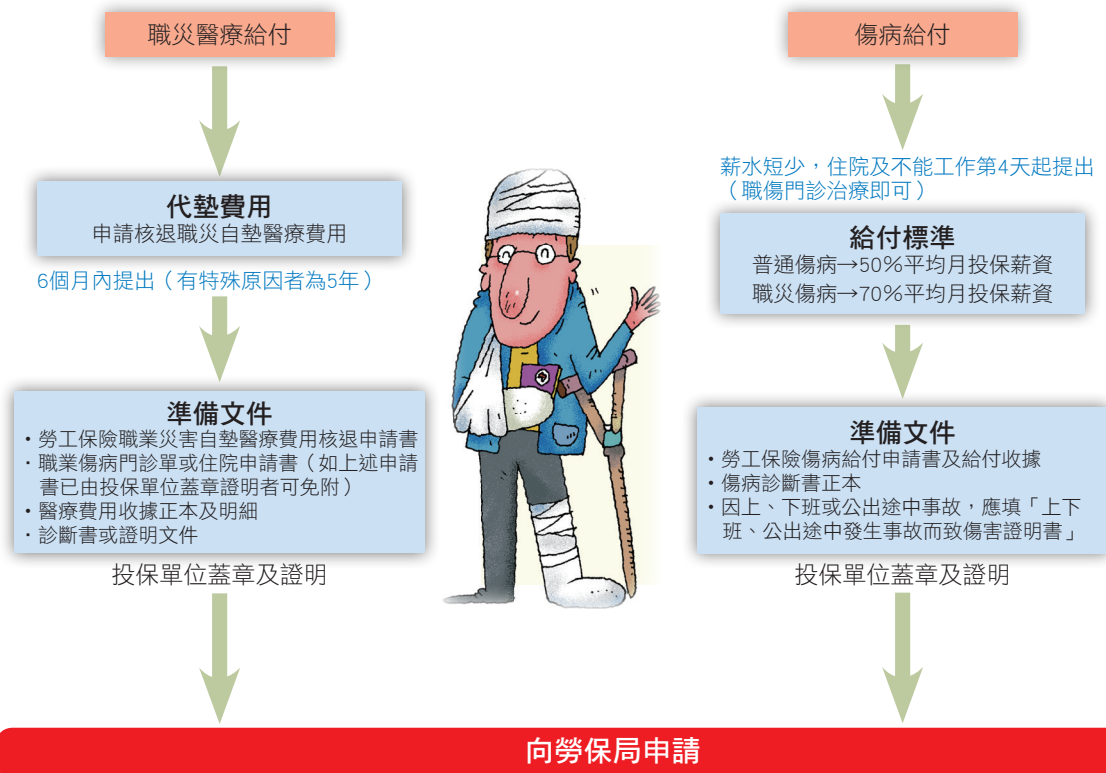 職災醫療給付
代墊費用
申請核退職災自墊醫療費用
6個月內提出（有特殊原因者為5年）
準備文件
・勞工保險職業災害自墊醫療費用核退申請書
・職業傷病門診單或住院申請書（如上述申請
書已由投保單位蓋章證明者可免附）
・醫療費用收據正本及明細
・診斷書或證明文件
投保單位蓋章及證明
傷病給付
薪水短少，住院及不能工作第4天起提出
（職傷門診治療即可）
給付標準
普通傷病→50%平均月投保薪資
職災傷病→70%平均月投保薪資
準備文件
・勞工保險傷病給付申請書及給付收據
・傷病診斷書正本
・因上、下班或公出途中事故，應填「上下
班、公出途中發生事故而致傷害證明書」
投保單位蓋章及證明
向勞保局申請